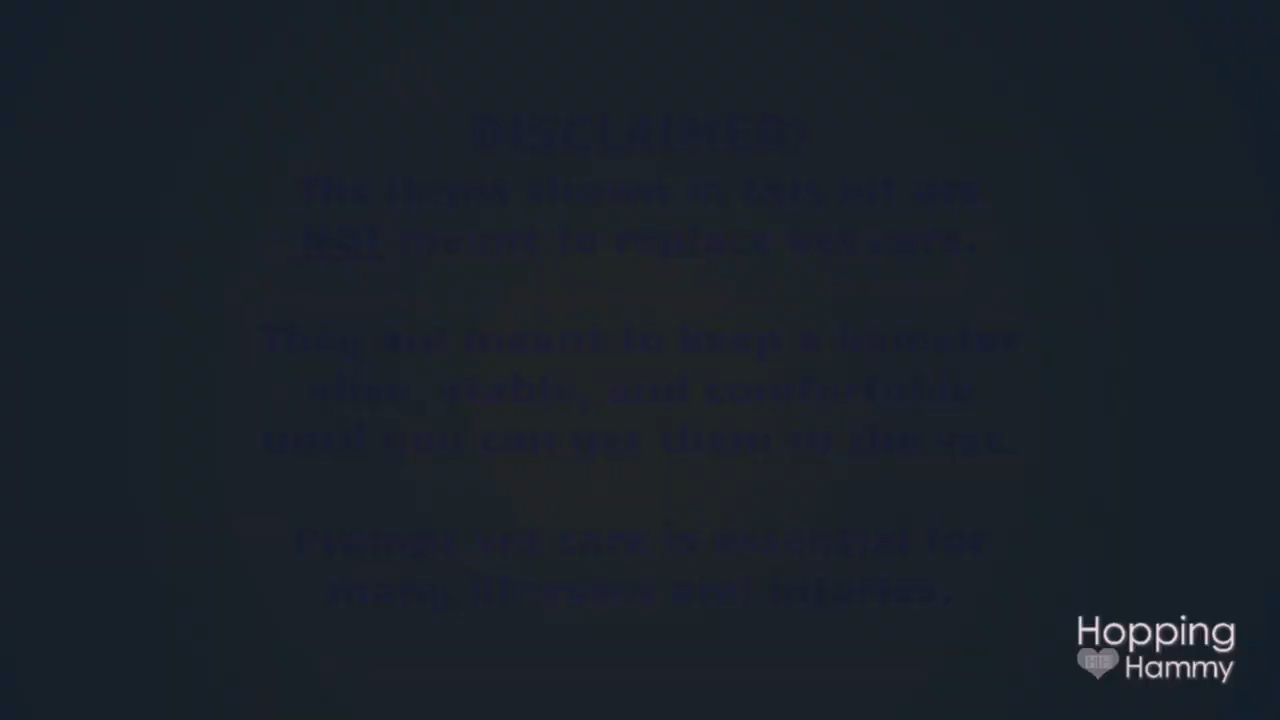 DISCLAIMER:
The items shown in this kit are
NOT meant to replace vet care.
They are meant to keep a hamster
alive, stable, and comfortable
until you can get them to the vet.
Prompt vet care is essential for
many illnesses and injuries.
Hopping
HH
Hammy